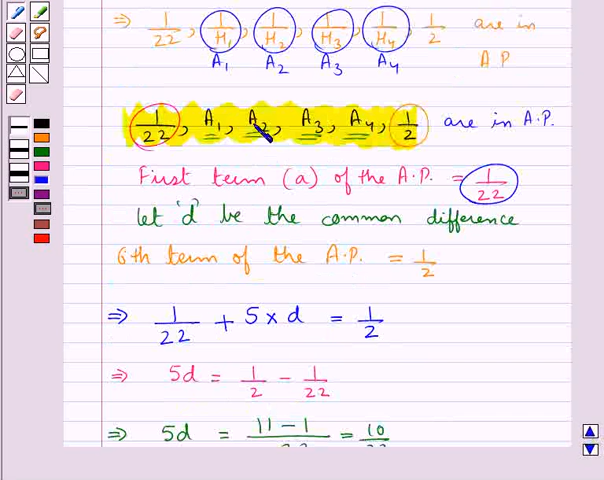 ⇒ 1/22, 1/H₁, 1/H₂, 1/H₃, 1/H₄, 1/2 are in
A₁ A₂ A₃ A₄ A P
1/22, A₁, A₂, A₃, A₄, 1/2 are in A.P.
First term (a) of the A.P. = 1/22
let 'd' be the common difference
6th term of the A.P. = 1/2
⇒ 1/22 + 5 × d = 1/2
⇒ 5d = 1/2 - 1/22
⇒ 5d = 11 - 1/22 = 10/22